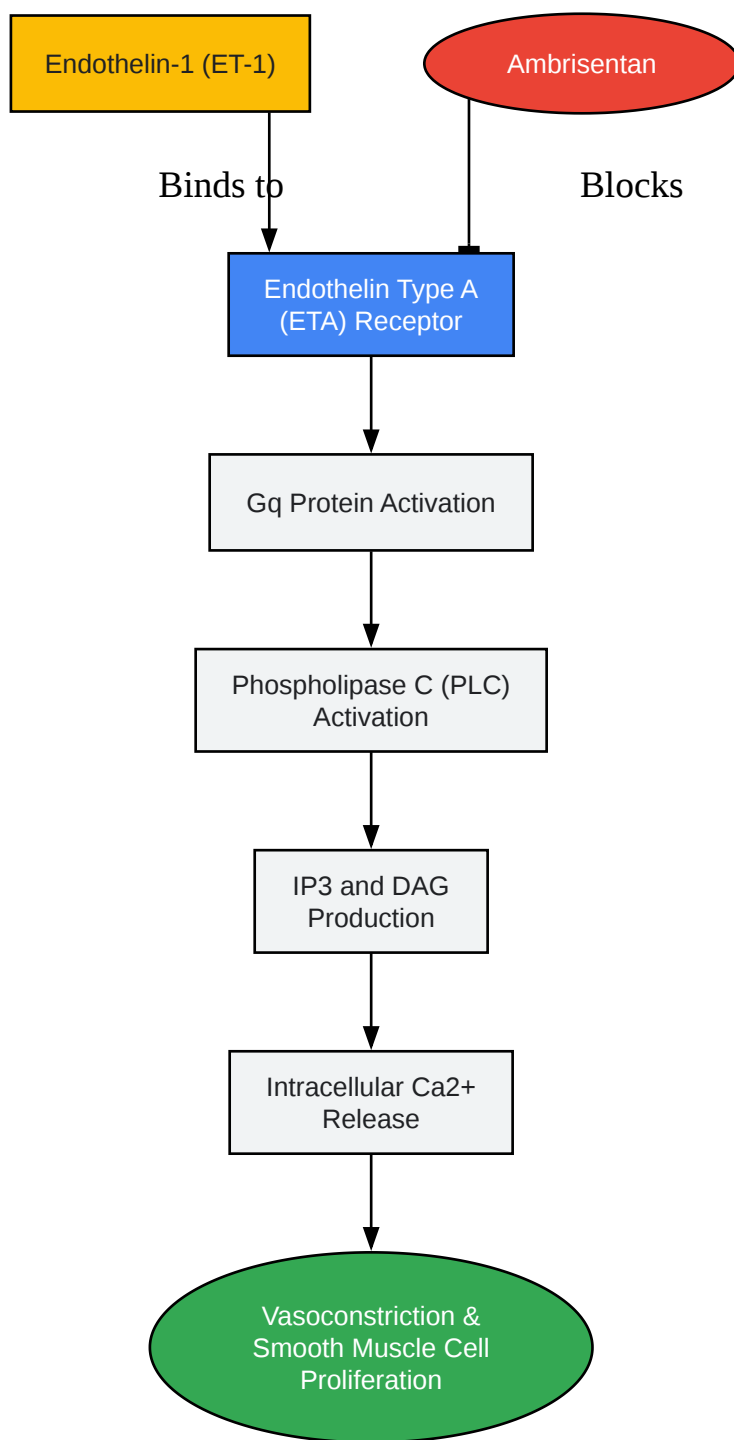 Endothelin-1 (ET-1)
Ambrisentan
Binds to
Blocks
Endothelin Type A
(ETA) Receptor
Gq Protein Activation
Phospholipase C (PLC)
Activation
IP3 and DAG
Production
Intracellular Ca2+
Release
Vasoconstriction &
Smooth Muscle Cell
Proliferation